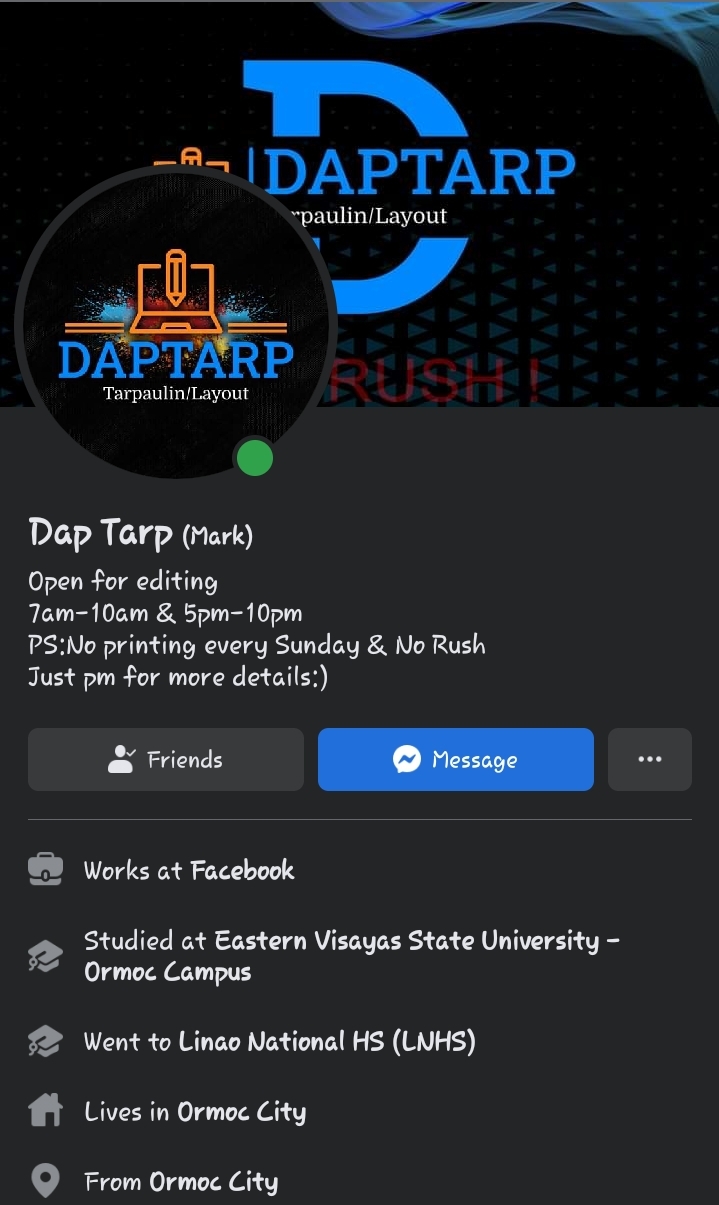 DAPTARP
rpaulin/Layout
RUSH !
DAPTARP
Tarpaulin/Layout
Dap Tarp (Mark)
Open for editing
7am-10am & 5pm-10pm
PS:No printing every Sunday & No Rush
Just pm for more details:)
Friends
Message
Works at Facebook
Studied at Eastern Visayas State University -
Ormoc Campus
Went to Linao National HS (LNHS)
Lives in Ormoc City
From Ormoc City